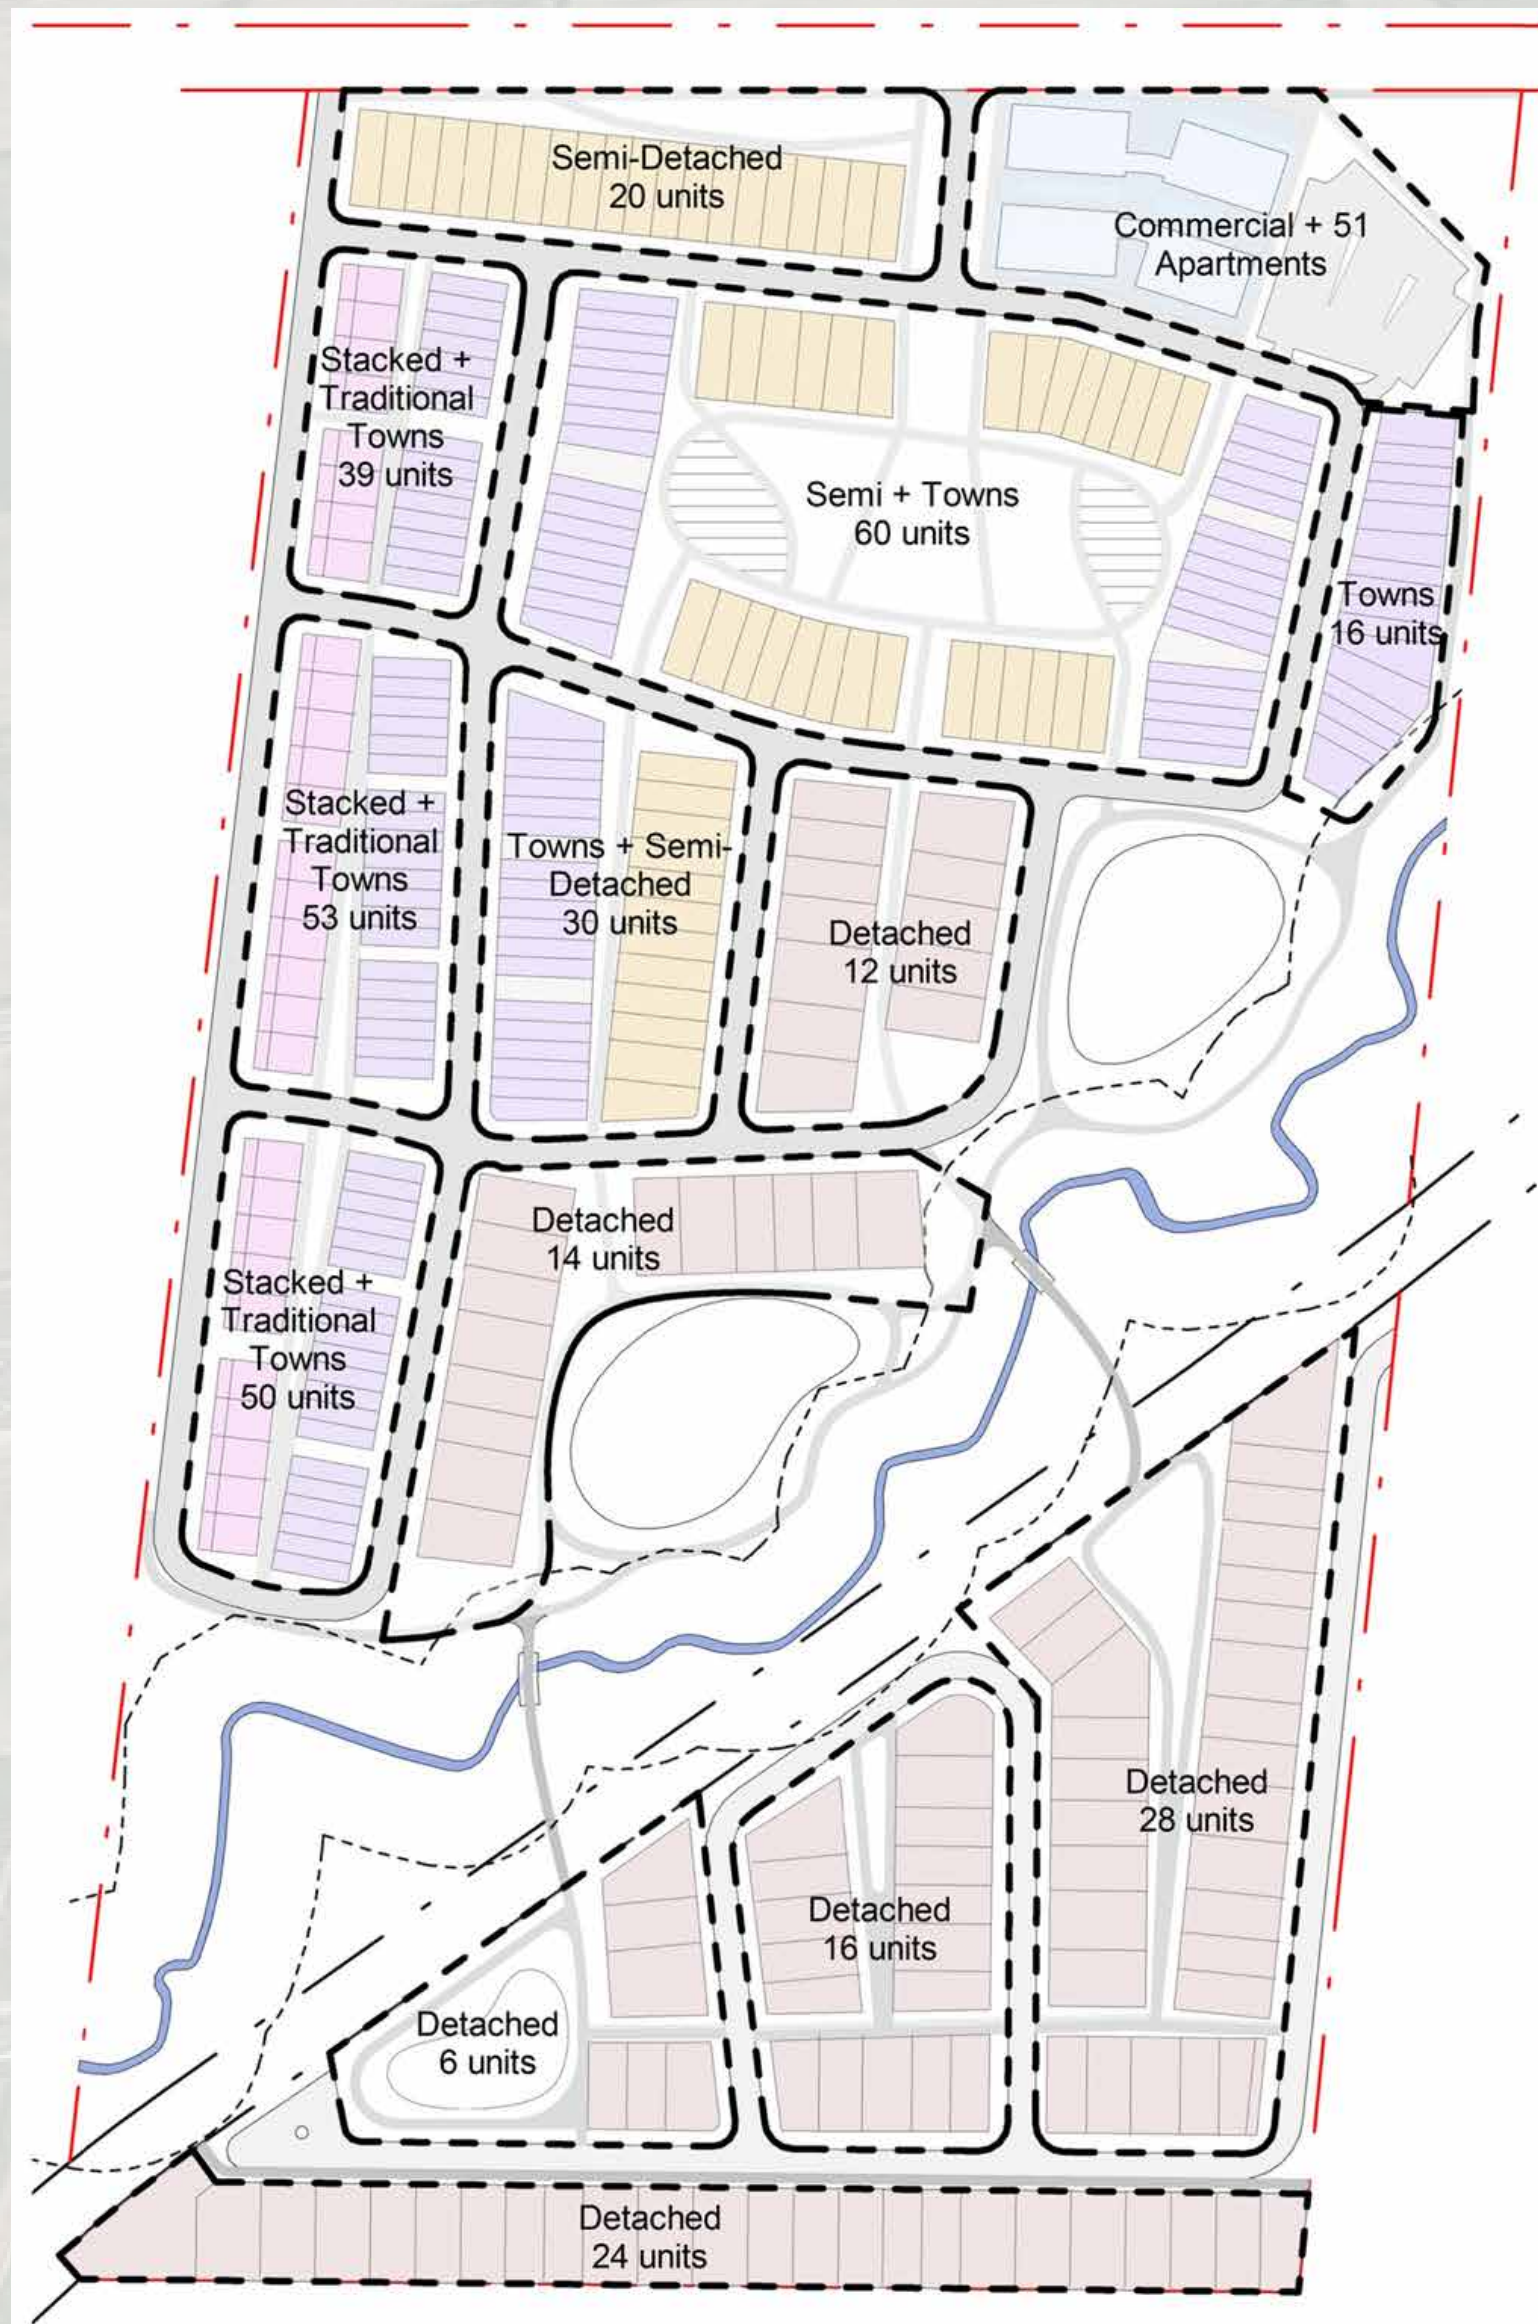 Semi-Detached
20 units
Commercial + 51
Apartments
Stacked +
Traditional
Towns
39 units
Semi + Towns
60 units
Towns
16 units
Stacked +
Traditional
Towns
53 units
Towns + Semi-
Detached
30 units
Detached
12 units
Detached
14 units
Stacked +
Traditional
Towns
50 units
Detached
28 units
Detached
16 units
Detached
6 units
Detached
24 units